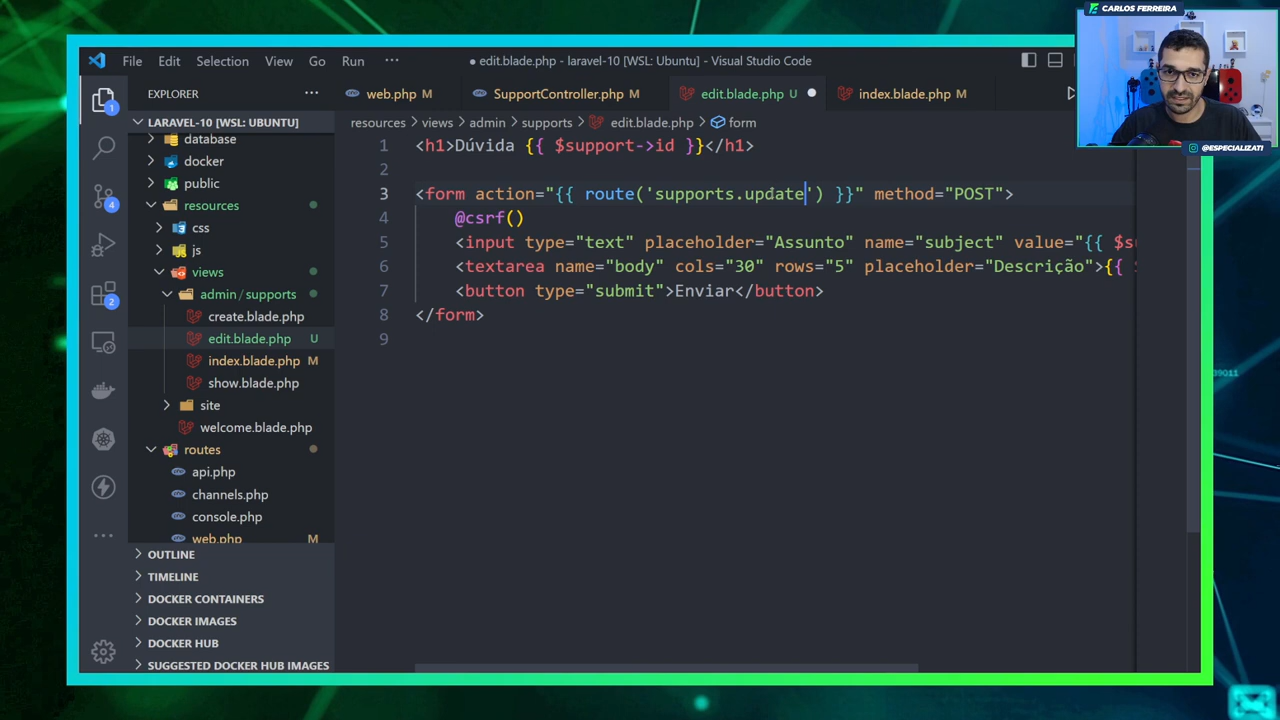 CARLOS FERREIRA
@ESPECIALIZATI
File Edit Selection View Go Run ···
● edit.blade.php - laravel-10 [WSL: Ubuntu] - Visual Studio Code
EXPLORER ···
web.php M
SupportController.php M
edit.blade.php U ●
index.blade.php M
LARAVEL-10 [WSL: UBUNTU]
database
docker
public
resources
css
js
views
admin/supports
create.blade.php
edit.blade.php U
index.blade.php M
show.blade.php
site
welcome.blade.php
routes
api.php
channels.php
console.php
web.php M
OUTLINE
TIMELINE
DOCKER CONTAINERS
DOCKER IMAGES
DOCKER HUB
SUGGESTED DOCKER HUB IMAGES
1
4
2
resources > views > admin > supports > edit.blade.php > form
1 <h1>Dúvida {{ $support->id }}</h1>
2
3 <form action="{{ route('supports.update') }}" method="POST">
4 @csrf()
5 <input type="text" placeholder="Assunto" name="subject" value="{{ $su
6 <textarea name="body" cols="30" rows="5" placeholder="Descrição">{{
7 <button type="submit">Enviar</button>
8 </form>
9
39011